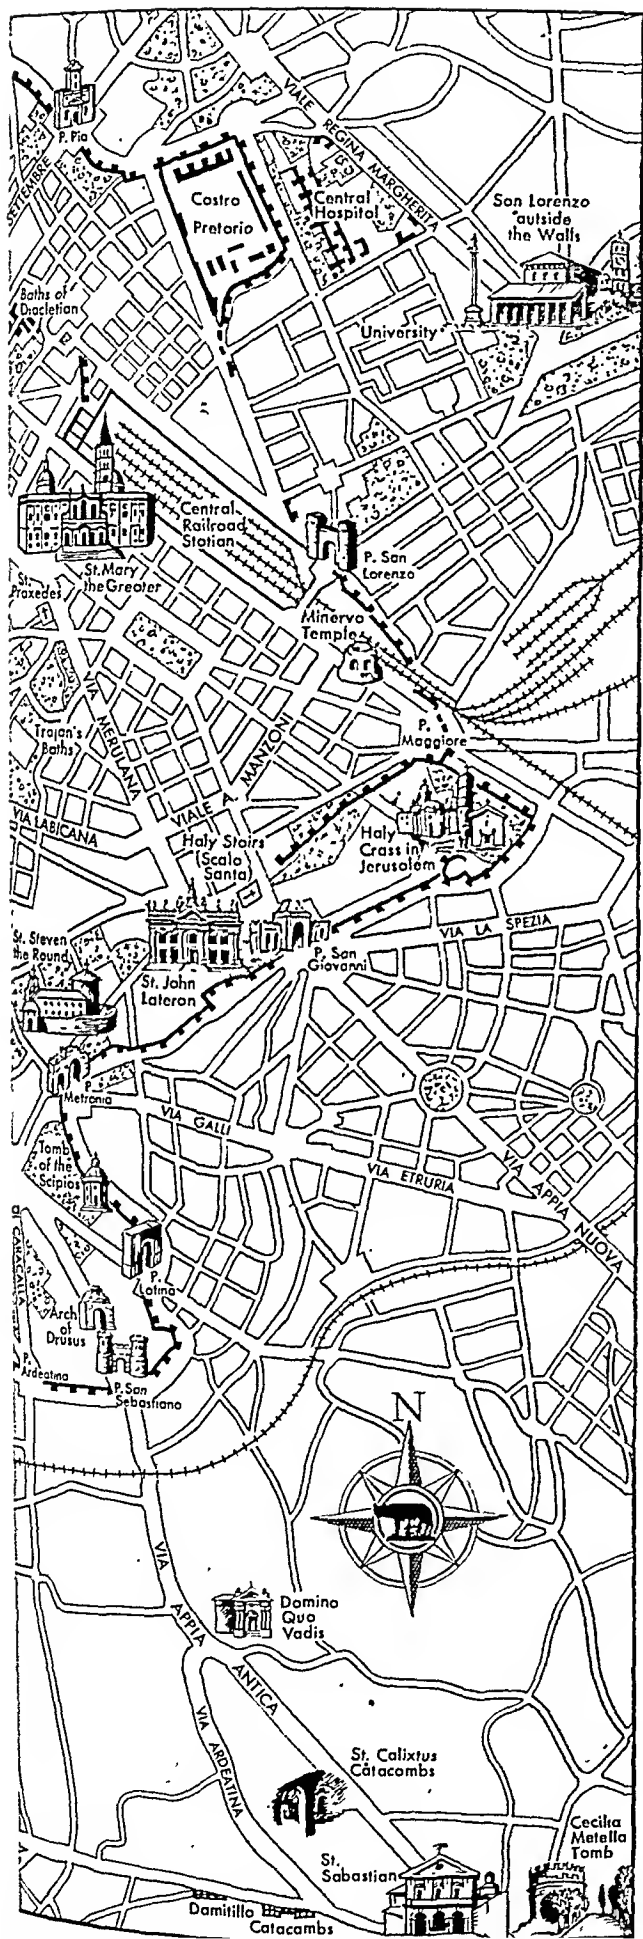 P. Pia
SETTEMBRE
VIALE REGINA MARGHERITA
Castro
Pretorio
Central
Hospital
San Lorenzo
outside
the Walls
Baths of
Diocletian
University
Central
Railroad
Station
St. Mary
the Greater
P. San
Lorenzo
St.
Praxedes
Minerva
Temple
VIA MERULANA
P.
Maggiore
Trajan's
Baths
VIALE A. MANZONI
VIA LABICANA
Holy Stairs
(Scala
Santa)
Holy
Cross in
Jerusalem
VIA LA SPEZIA
St. Steven
the Round
St. John
Lateran
P. San
Giovanni
P.
Metronia
VIA GALLI
Tomb
of the
Scipios
VIA ETRURIA
VIA APPIA NUOVA
CARACALLA
P.
Latina
Arch
of
Drusus
P.
Ardeatina
P. San
Sebastiano
N
VIA APPIA ANTICA
Domine
Quo
Vadis
VIA ARDEATINA
St. Calixtus
Catacombs
Cecilia
Metella
Tomb
St.
Sabastian
Damitillo
Catacambs